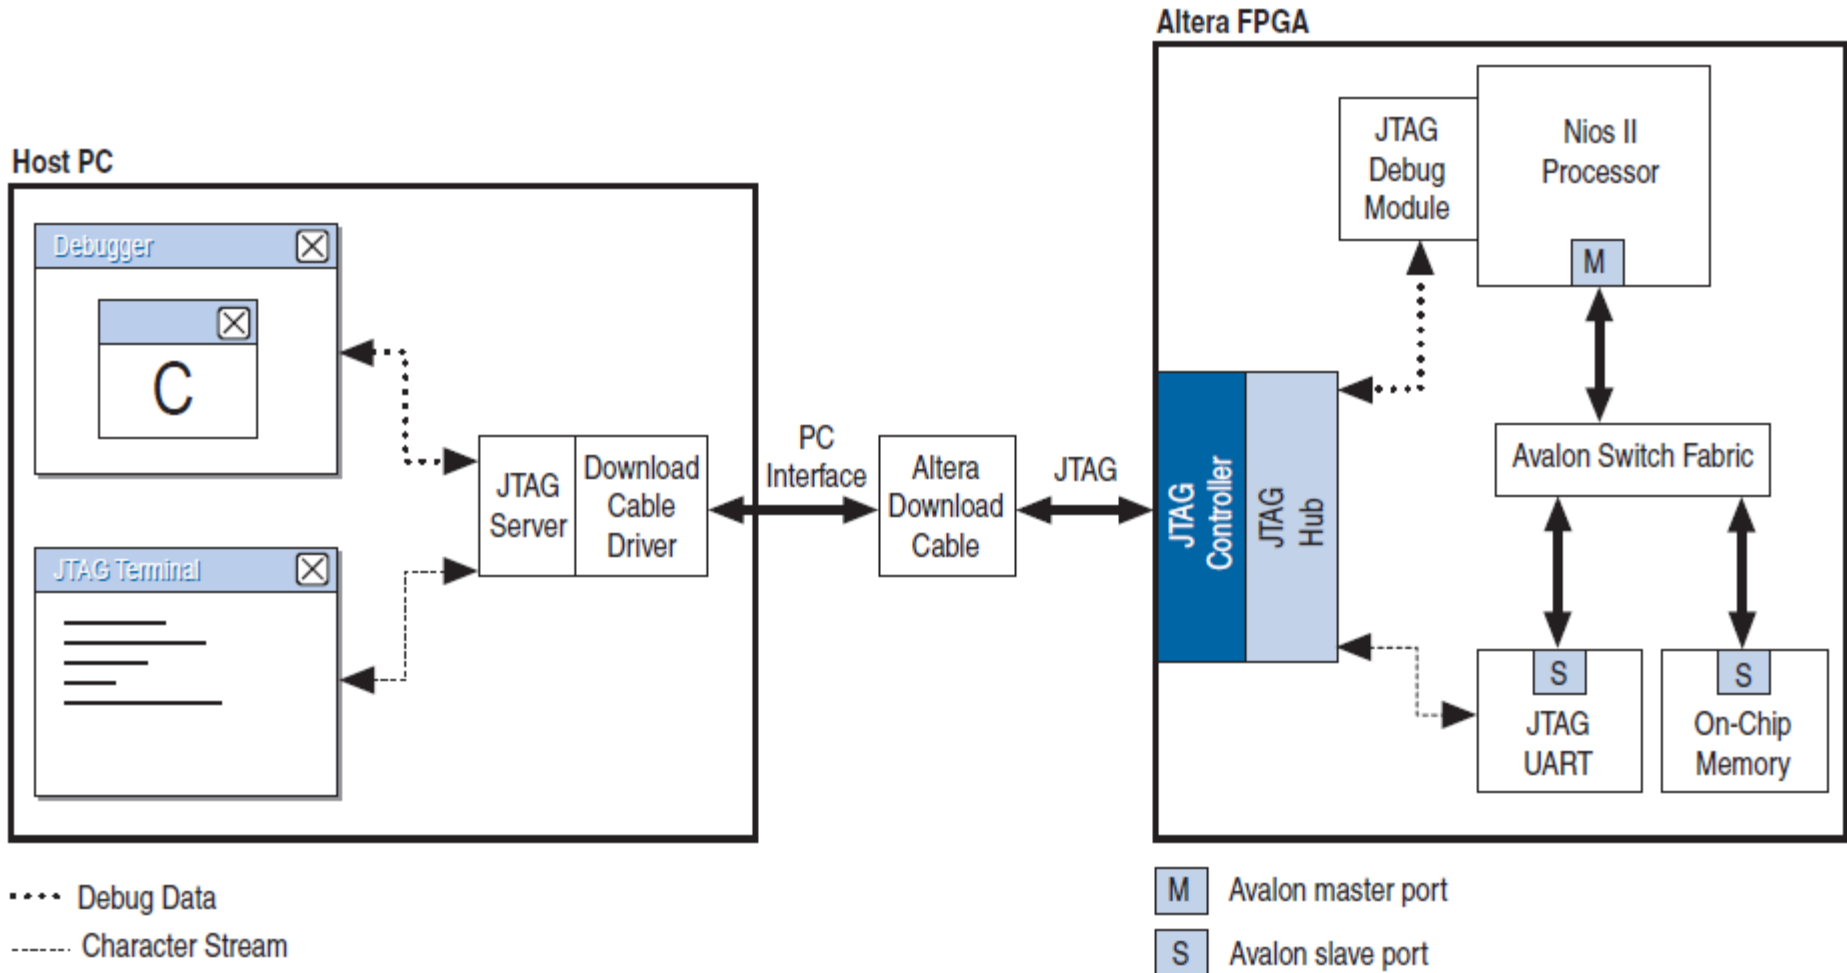 Altera FPGA
Host PC
Debugger
C
JTAG Terminal
JTAG
Server
Download
Cable
Driver
PC
Interface
Altera
Download
Cable
JTAG
JTAG
Controller
JTAG
Hub
JTAG
Debug
Module
Nios II
Processor
M
Avalon Switch Fabric
S
JTAG
UART
S
On-Chip
Memory
Debug Data
Character Stream
M Avalon master port
S Avalon slave port